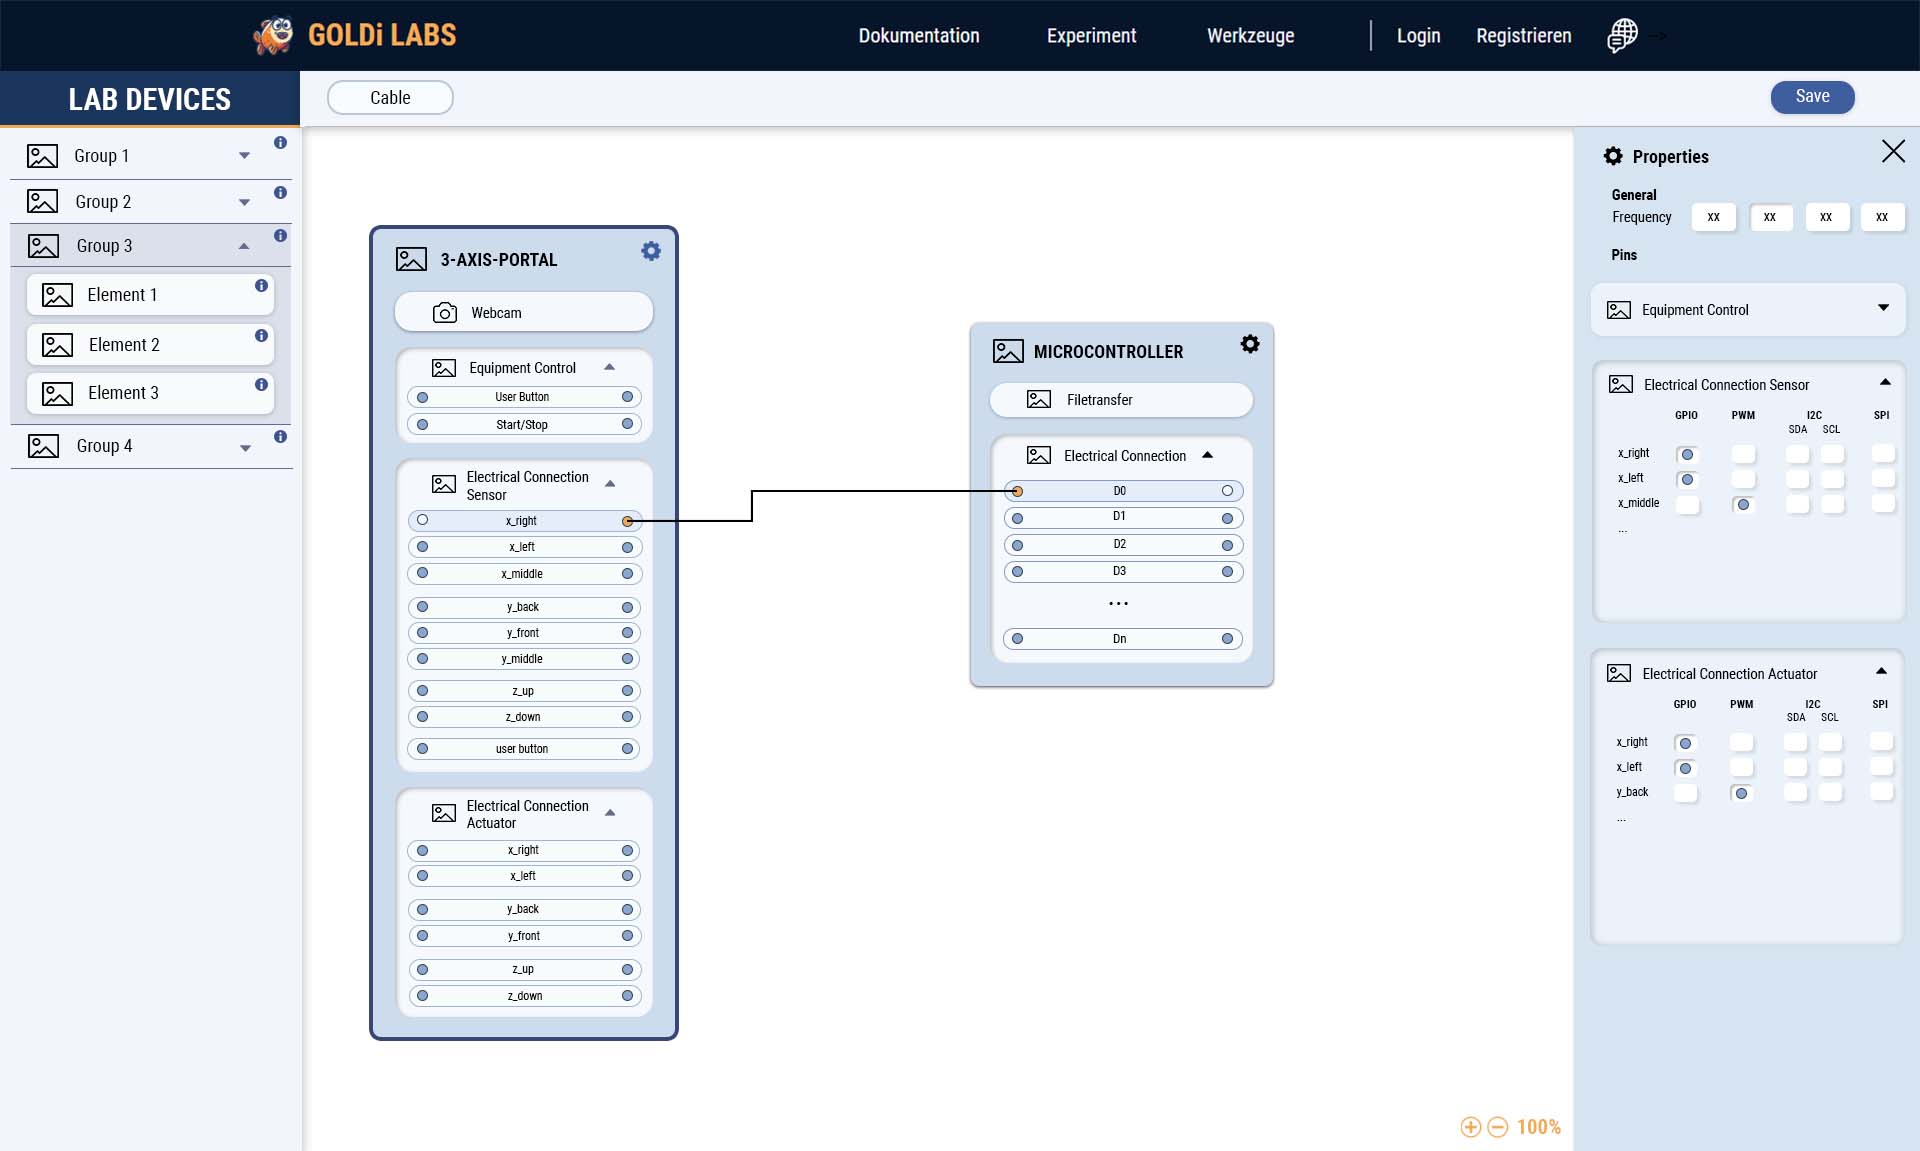 GOLDi LABS
Dokumentation
Experiment
Werkzeuge
Login
Registrieren
-->
LAB DEVICES
Cable
Save
Group 1
Group 2
Group 3
Element 1
Element 2
Element 3
Group 4
3-AXIS-PORTAL
Webcam
Equipment Control
User Button
Start/Stop
Electrical Connection
Sensor
x_right
x_left
x_middle
y_back
y_front
y_middle
z_up
z_down
user button
Electrical Connection
Actuator
x_right
x_left
y_back
y_front
z_up
z_down
MICROCONTROLLER
Filetransfer
Electrical Connection
D0
D1
D2
D3
...
Dn
100%
Properties
General
Frequency xx xx xx xx
Pins
Equipment Control
Electrical Connection Sensor
GPIO PWM I2C SPI
SDA SCL
x_right
x_left
x_middle
...
Electrical Connection Actuator
GPIO PWM I2C SPI
SDA SCL
x_right
x_left
y_back
...